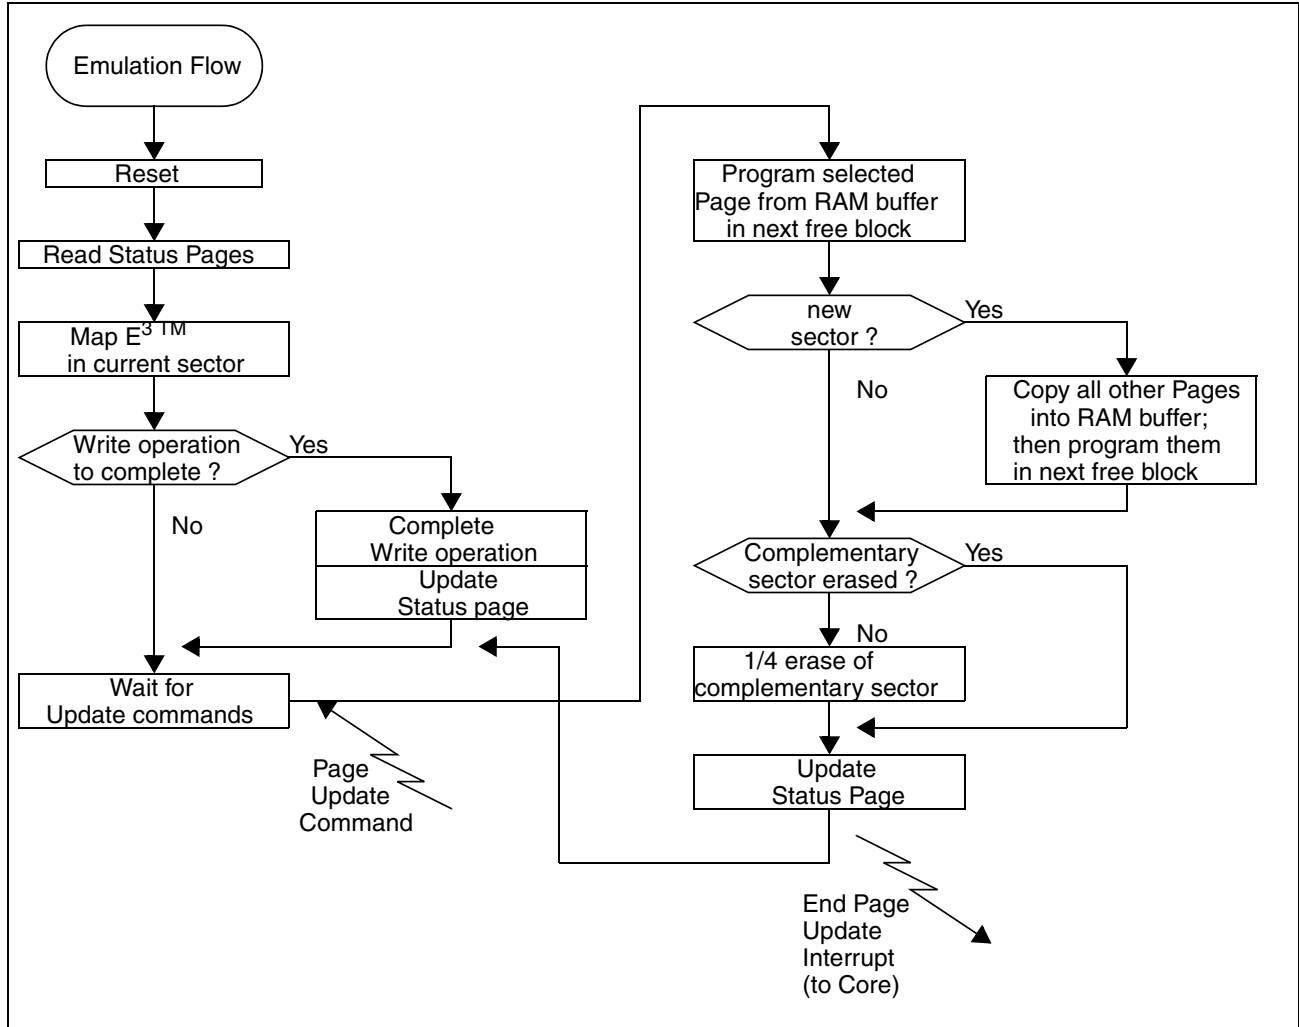 Emulation Flow
Reset
Read Status Pages
Map E3 TM
in current sector
Write operation
to complete ?
Yes
No
Complete
Write operation
Update
Status page
Wait for
Update commands
Page
Update
Command
Program selected
Page from RAM buffer
in next free block
new
sector ?
Yes
No
Copy all other Pages
into RAM buffer;
then program them
in next free block
Complementary
sector erased ?
Yes
No
1/4 erase of
complementary sector
Update
Status Page
End Page
Update
Interrupt
(to Core)